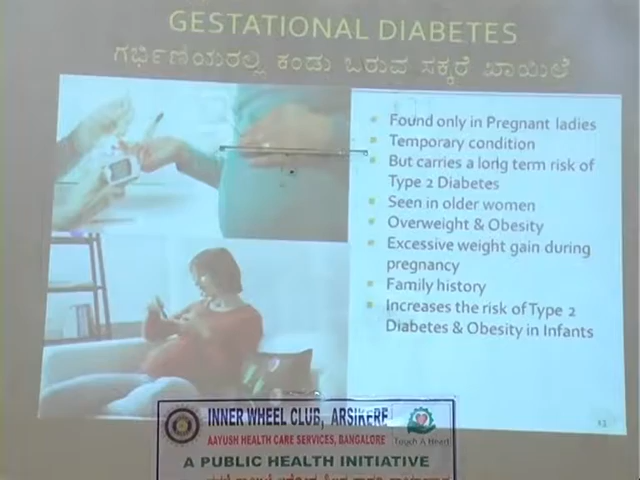 GESTATIONAL DIABETES
ಗರ್ಭಿಣಿಯರಲ್ಲಿ ಕಂಡು ಬರುವ ಸಕ್ಕರೆ ಖಾಯಿಲೆ
Found only in Pregnant ladies
Temporary condition
But carries a long term risk of
Type 2 Diabetes
Seen in older women
Overweight & Obesity
Excessive weight gain during
pregnancy
Family history
Increases the risk of Type 2
Diabetes & Obesity in Infants
13
INNER WHEEL CLUB, ARSIKERE
AAYUSH HEALTH CARE SERVICES, BANGALORE
Touch A Heart
A PUBLIC HEALTH INITIATIVE